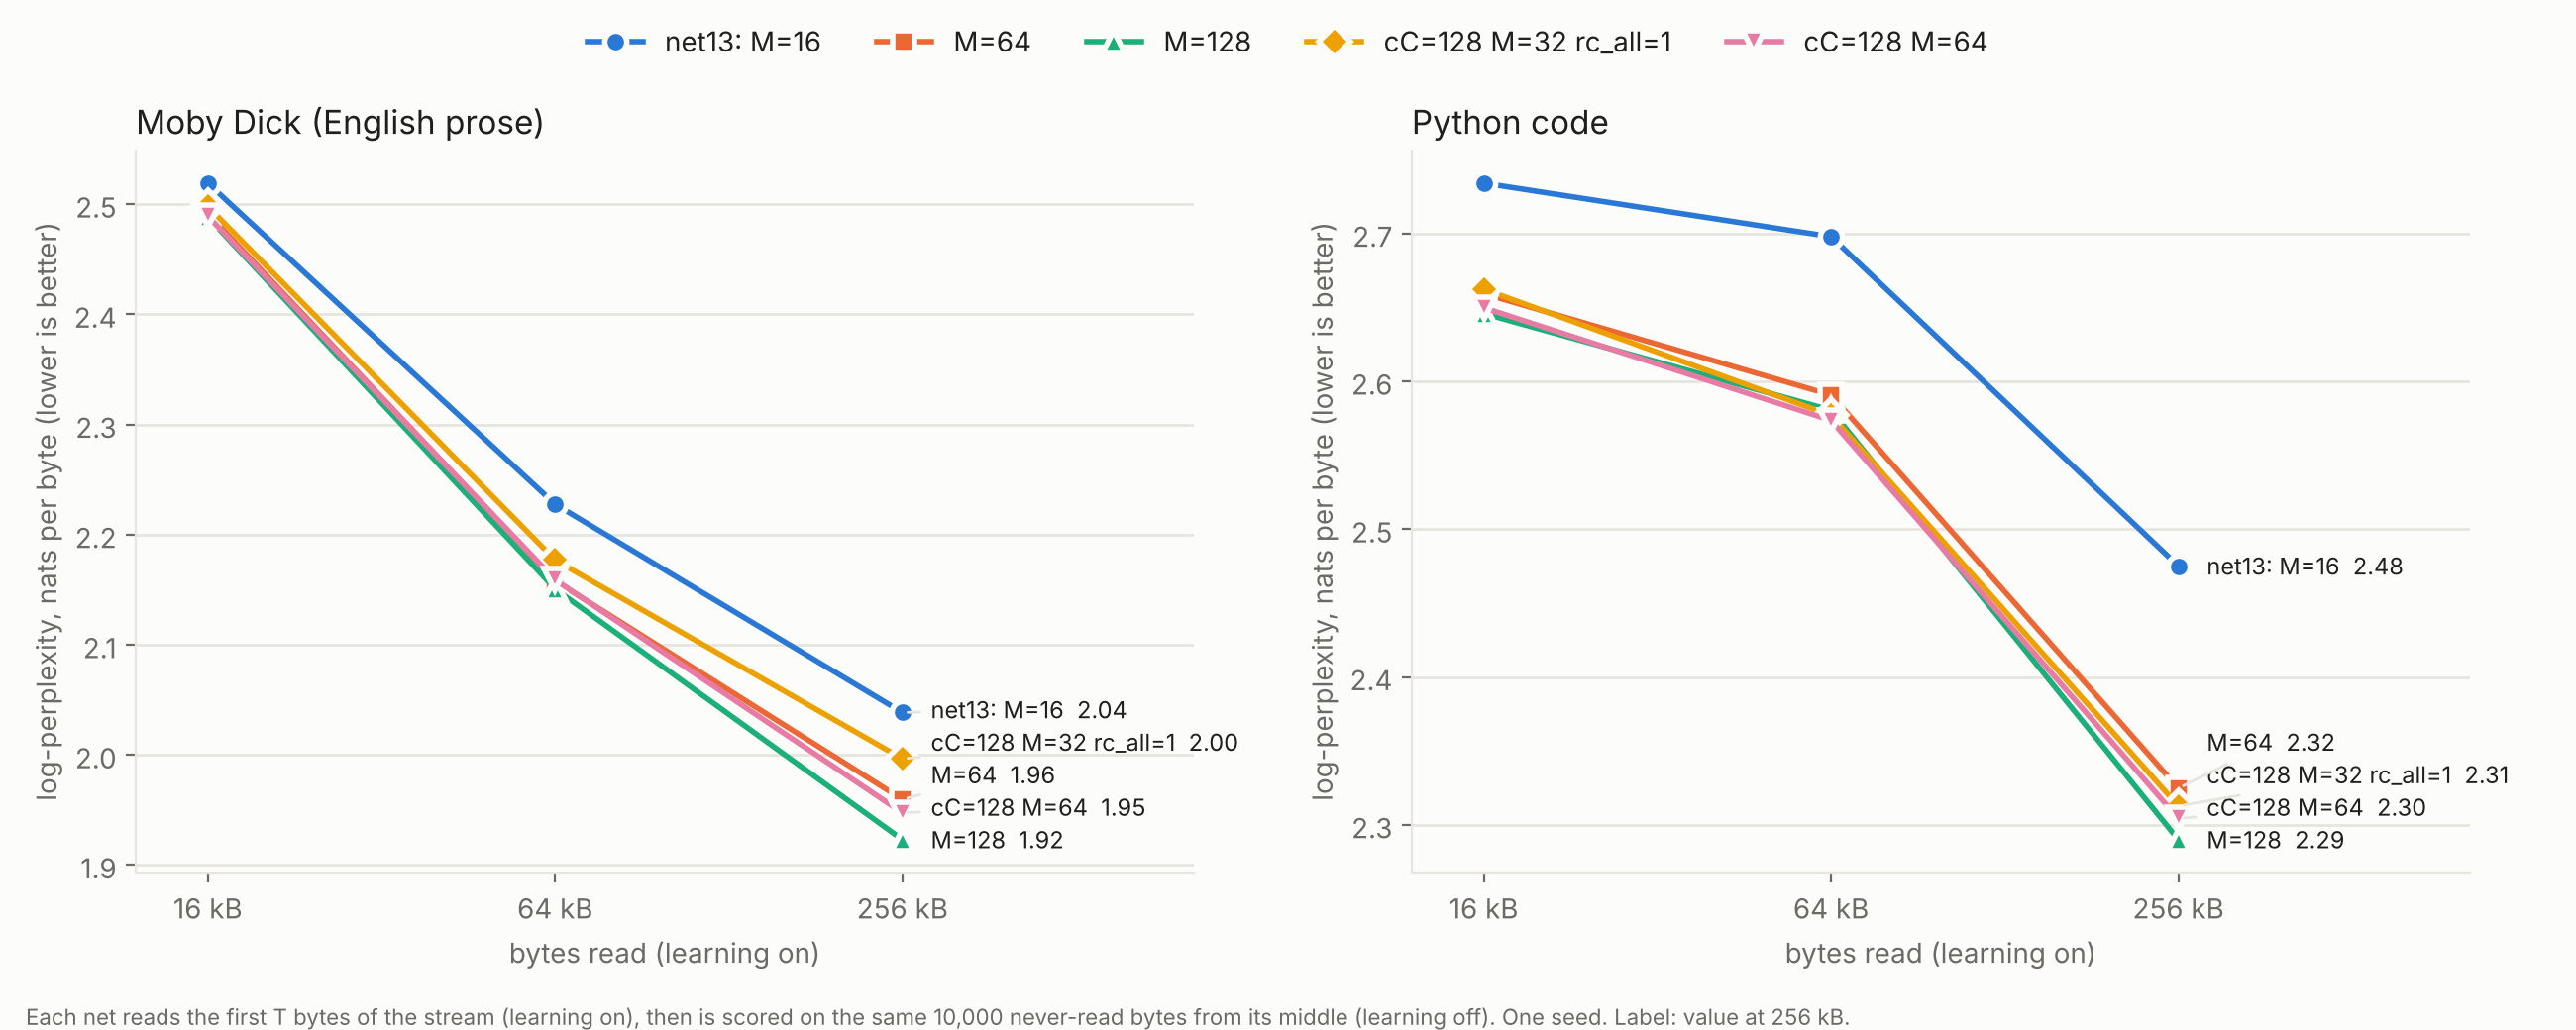 net13: M=16 M=64 M=128 cC=128 M=32 rc_all=1 cC=128 M=64
Moby Dick (English prose)
log-perplexity, nats per byte (lower is better)
2.5
2.4
2.3
2.2
2.1
2.0
1.9
net13: M=16 2.04
cC=128 M=32 rc_all=1 2.00
M=64 1.96
cC=128 M=64 1.95
M=128 1.92
16 kB 64 kB 256 kB
bytes read (learning on)
Python code
log-perplexity, nats per byte (lower is better)
2.7
2.6
2.5
2.4
2.3
net13: M=16 2.48
M=64 2.32
cC=128 M=32 rc_all=1 2.31
cC=128 M=64 2.30
M=128 2.29
16 kB 64 kB 256 kB
bytes read (learning on)
Each net reads the first T bytes of the stream (learning on), then is scored on the same 10,000 never-read bytes from its middle (learning off). One seed. Label: value at 256 kB.